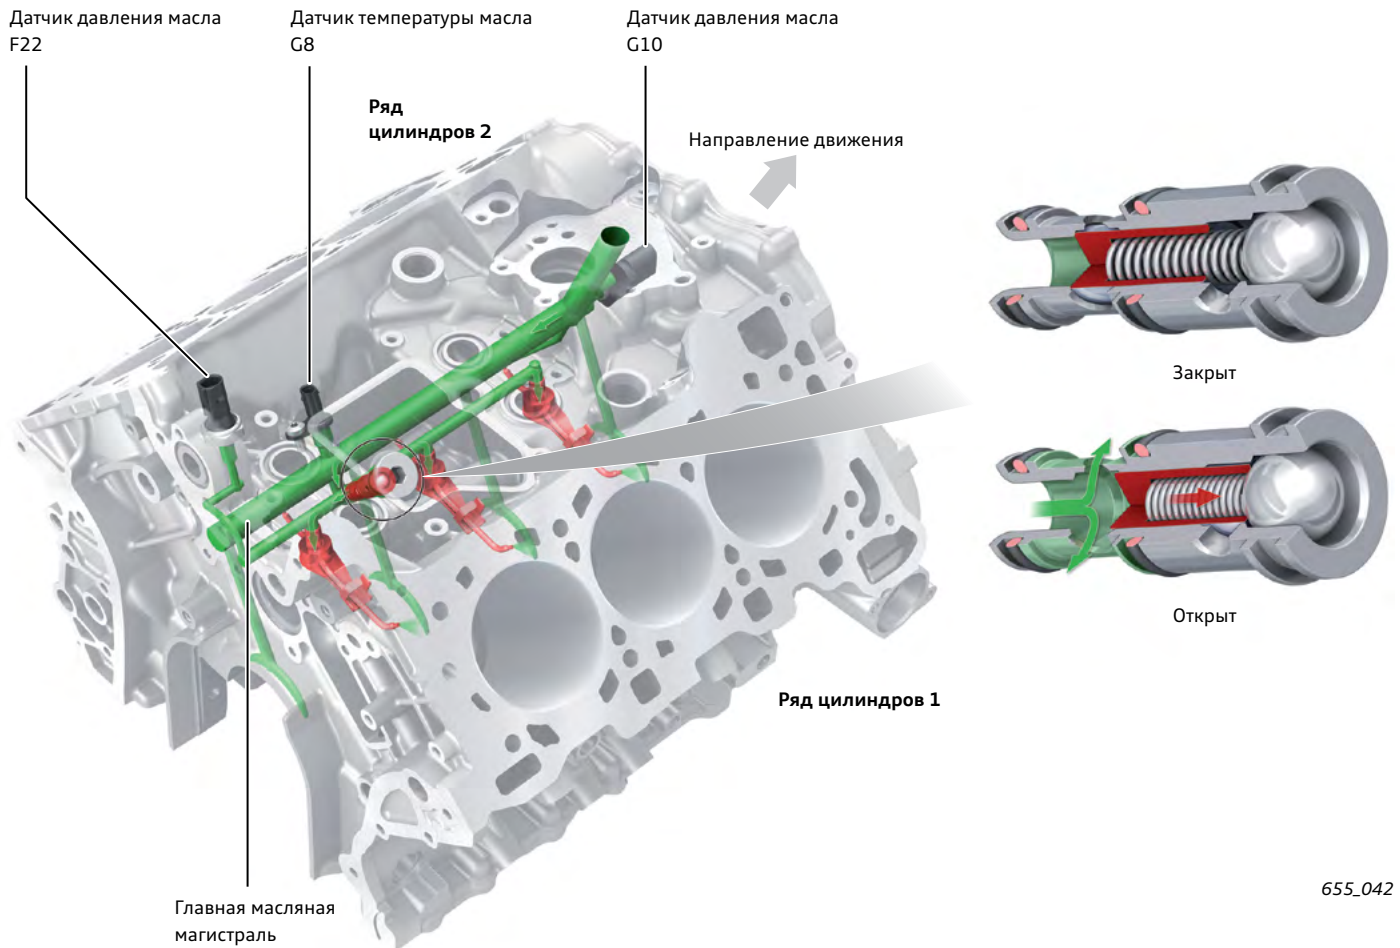 Датчик давления масла
F22
Датчик температуры масла
G8
Датчик давления масла
G10
Ряд
цилиндров 2
Направление движения
Закрыт
Открыт
Ряд цилиндров 1
Главная масляная
магистраль
655_042